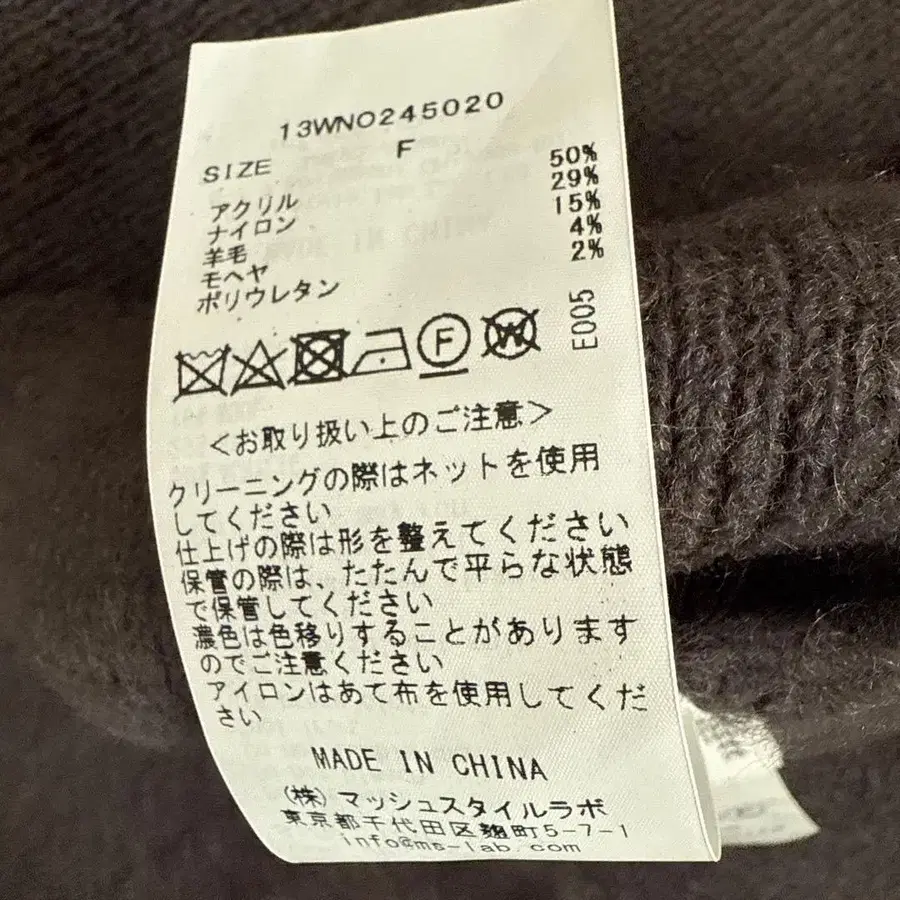 13WNO245020
SIZE F
アクリル 50%
ナイロン 29%
羊毛 15%
モヘヤ 4%
ポリウレタン 2%
E005
F W
<お取り扱い上のご注意>
クリーニングの際はネットを使用
してください
仕上げの際は形を整えてください
保管の際は、たたんで平らな状態
で保管してください
濃色は色移りすることがあります
のでご注意ください
アイロンはあて布を使用してくだ
さい
MADE IN CHINA
(株)マッシュスタイルラボ
東京都千代田区麹町5-7-1
info@ms-lab.com